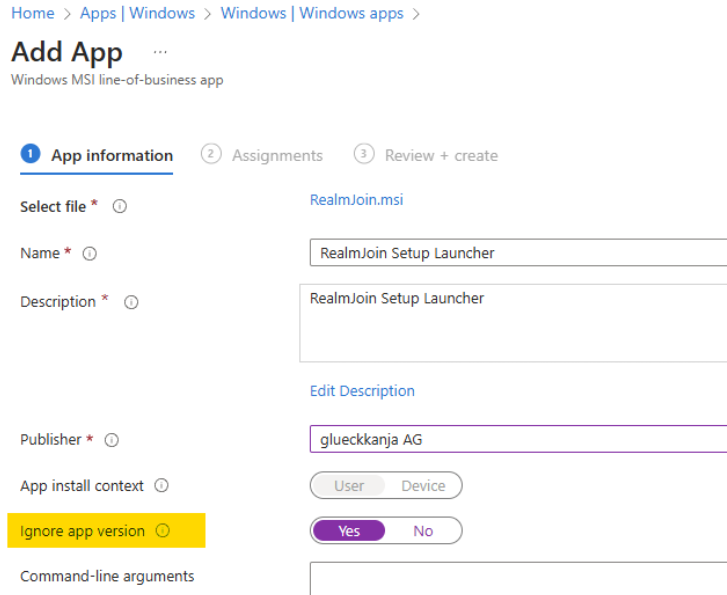 Home > Apps | Windows > Windows | Windows apps >
Add App ...
Windows MSI line-of-business app
1 App information 2 Assignments 3 Review + create
Select file * RealmJoin.msi
Name * RealmJoin Setup Launcher
Description * RealmJoin Setup Launcher
Edit Description
Publisher * glueckkanja AG
App install context User Device
Ignore app version Yes No
Command-line arguments